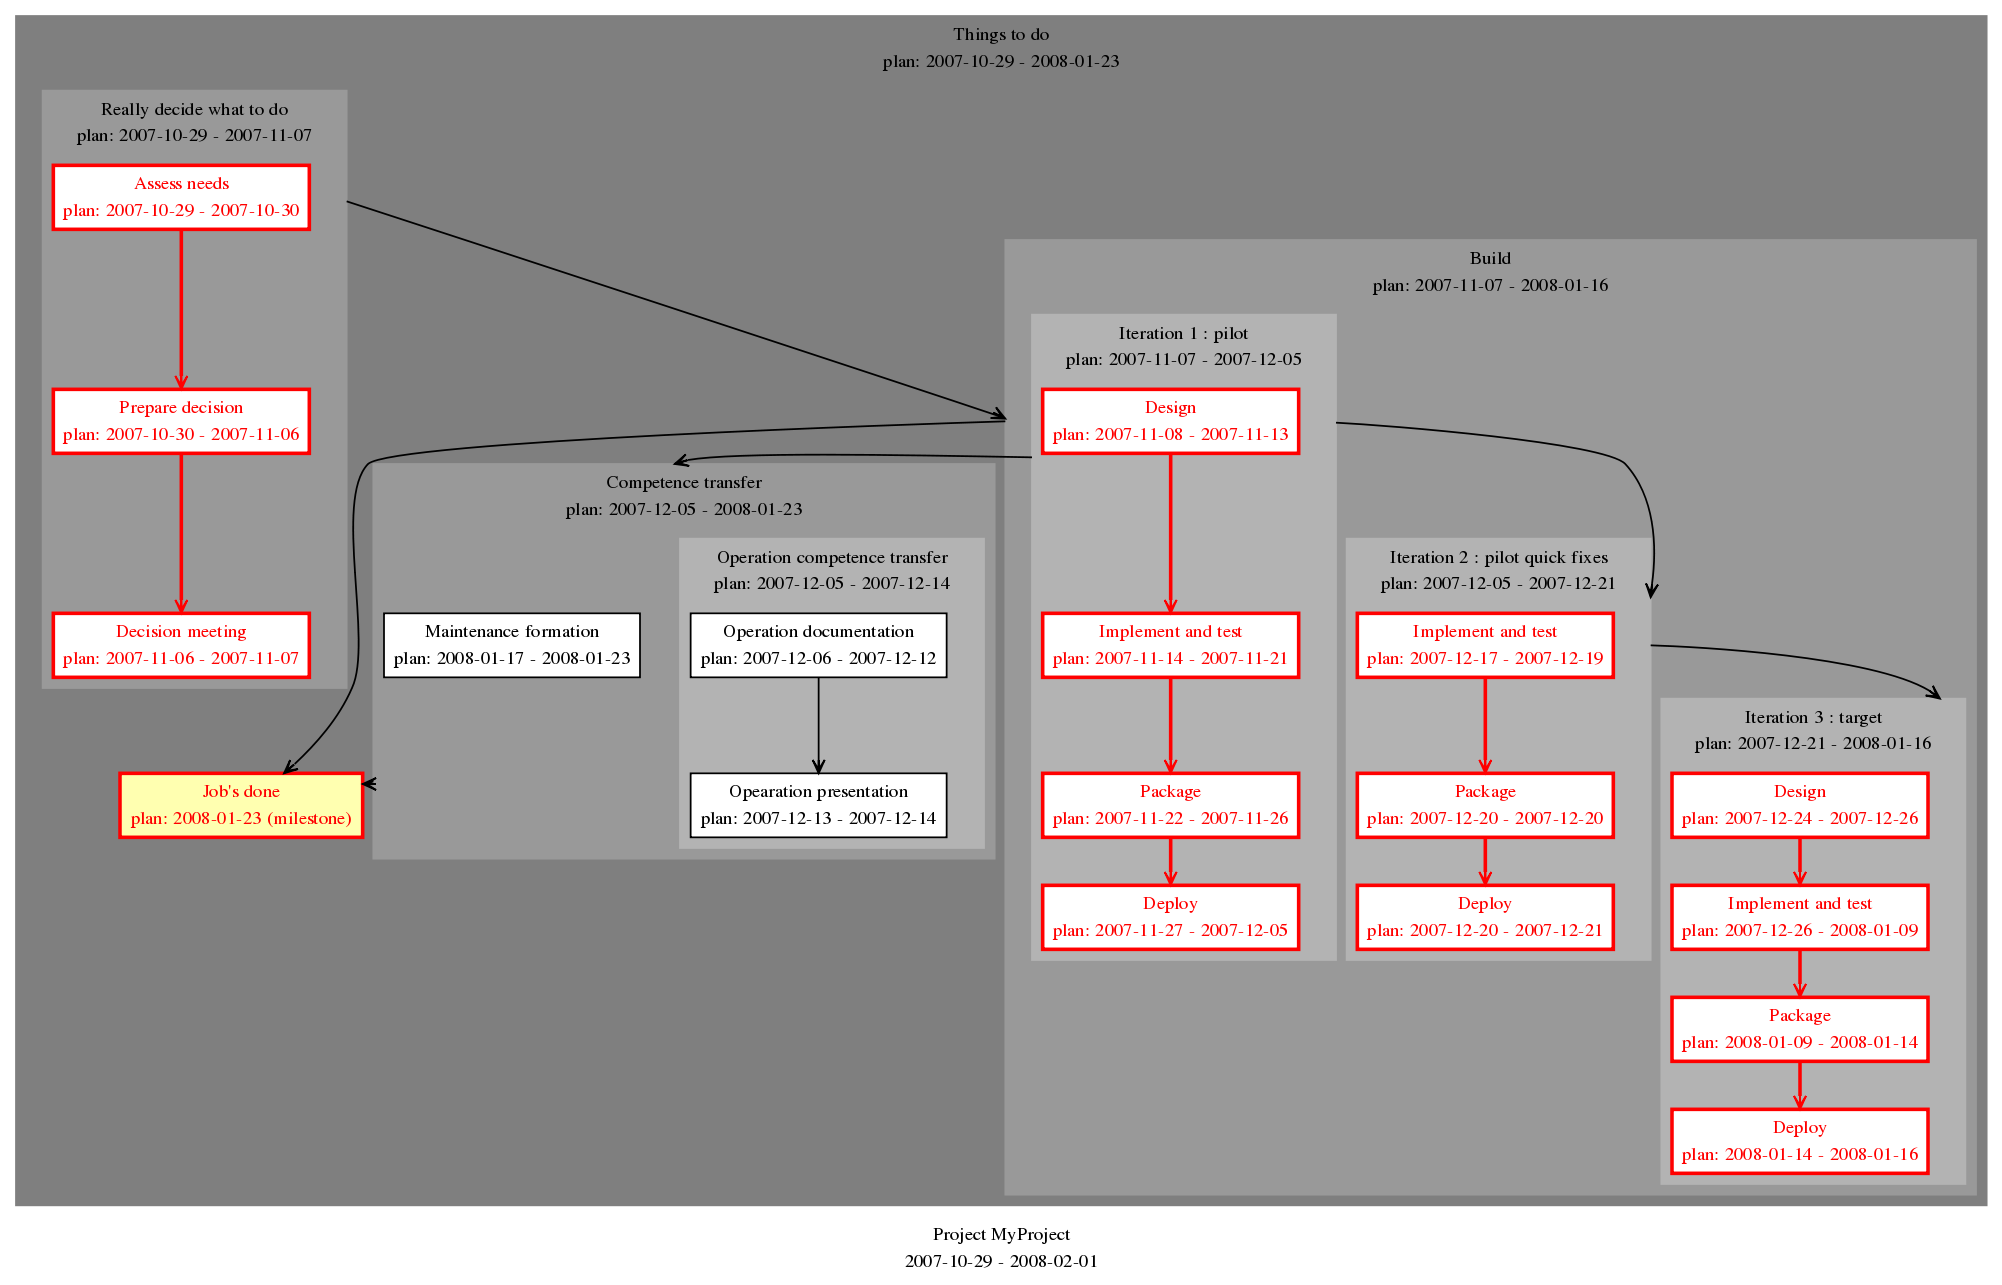 Things to do
plan: 2007-10-29 - 2008-01-23
Really decide what to do
plan: 2007-10-29 - 2007-11-07
Assess needs
plan: 2007-10-29 - 2007-10-30
Prepare decision
plan: 2007-10-30 - 2007-11-06
Decision meeting
plan: 2007-11-06 - 2007-11-07
Job's done
plan: 2008-01-23 (milestone)
Competence transfer
plan: 2007-12-05 - 2008-01-23
Maintenance formation
plan: 2008-01-17 - 2008-01-23
Operation competence transfer
plan: 2007-12-05 - 2007-12-14
Operation documentation
plan: 2007-12-06 - 2007-12-12
Opearation presentation
plan: 2007-12-13 - 2007-12-14
Build
plan: 2007-11-07 - 2008-01-16
Iteration 1 : pilot
plan: 2007-11-07 - 2007-12-05
Design
plan: 2007-11-08 - 2007-11-13
Implement and test
plan: 2007-11-14 - 2007-11-21
Package
plan: 2007-11-22 - 2007-11-26
Deploy
plan: 2007-11-27 - 2007-12-05
Iteration 2 : pilot quick fixes
plan: 2007-12-05 - 2007-12-21
Implement and test
plan: 2007-12-17 - 2007-12-19
Package
plan: 2007-12-20 - 2007-12-20
Deploy
plan: 2007-12-20 - 2007-12-21
Iteration 3 : target
plan: 2007-12-21 - 2008-01-16
Design
plan: 2007-12-24 - 2007-12-26
Implement and test
plan: 2007-12-26 - 2008-01-09
Package
plan: 2008-01-09 - 2008-01-14
Deploy
plan: 2008-01-14 - 2008-01-16
Project MyProject
2007-10-29 - 2008-02-01